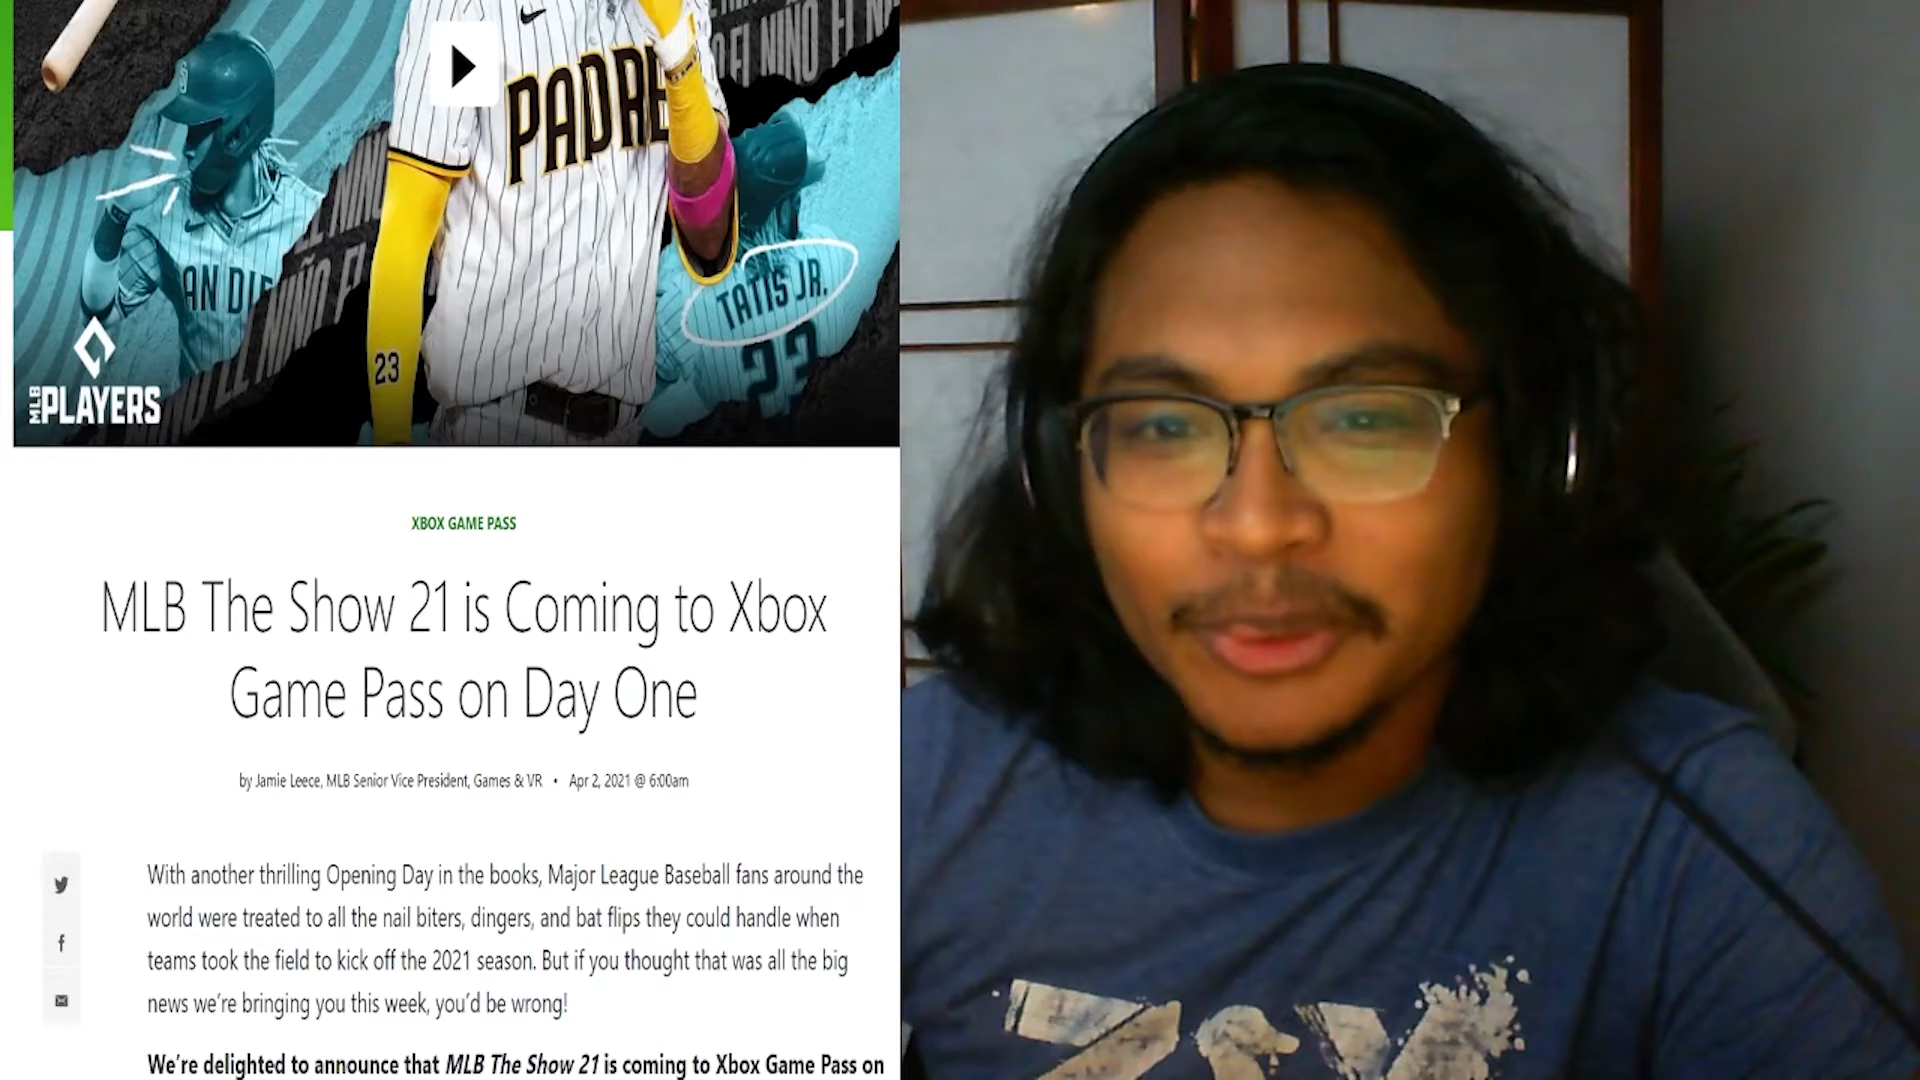 PADRE
EL NIÑO
SAN DIE
TATIS JR.
23
23
MLB PLAYERS
XBOX GAME PASS
MLB The Show 21 is Coming to Xbox
Game Pass on Day One
by Jamie Leece, MLB Senior Vice President, Games & VR • Apr 2, 2021 @ 6:00am
With another thrilling Opening Day in the books, Major League Baseball fans around the
world were treated to all the nail biters, dingers, and bat flips they could handle when
teams took the field to kick off the 2021 season. But if you thought that was all the big
news we're bringing you this week, you'd be wrong!
We're delighted to announce that MLB The Show 21 is coming to Xbox Game Pass on